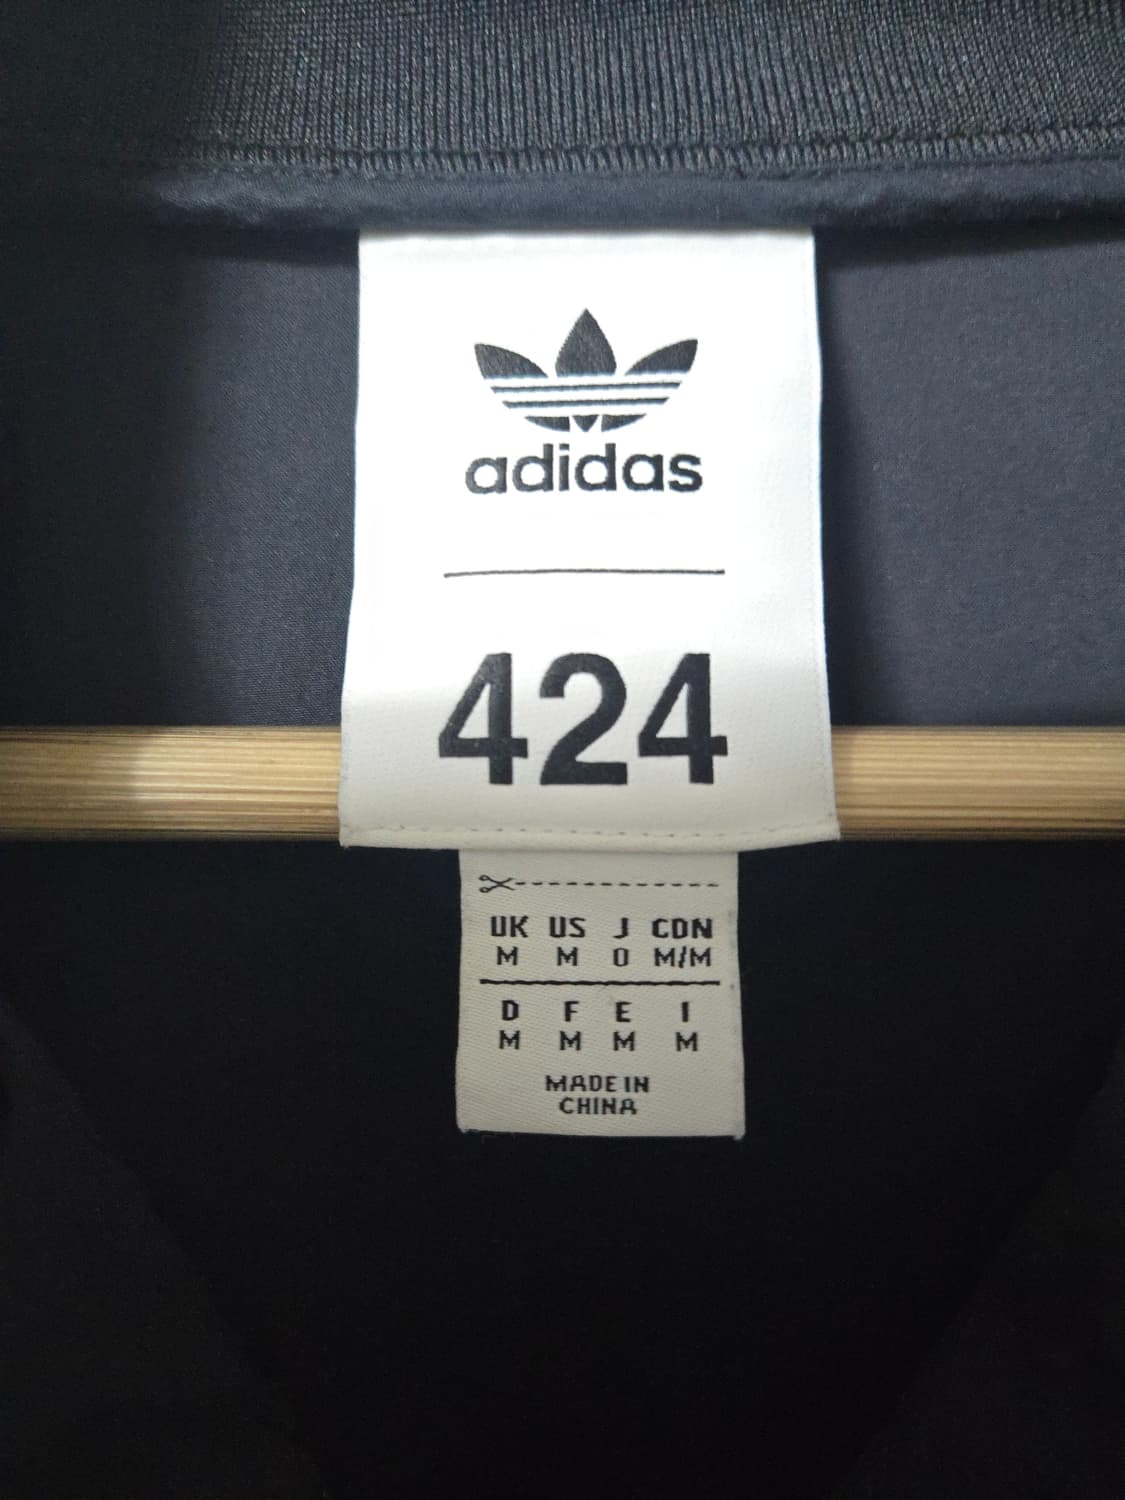 adidas
424
UK US J CDN
M M O M/M
D F E I
M M M M
MADE IN
CHINA